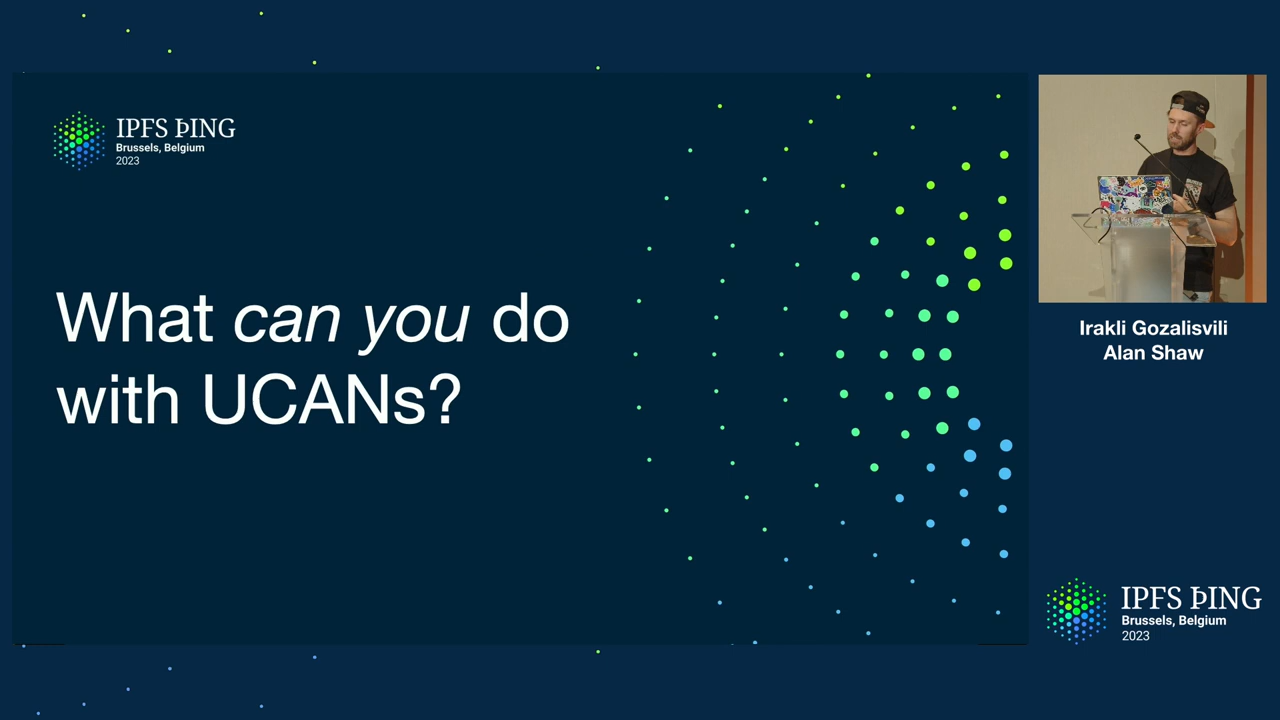 IPFS ÞING
Brussels, Belgium
2023
What can you do
with UCANs?
Irakli Gozalisvili
Alan Shaw
IPFS ÞING
Brussels, Belgium
2023